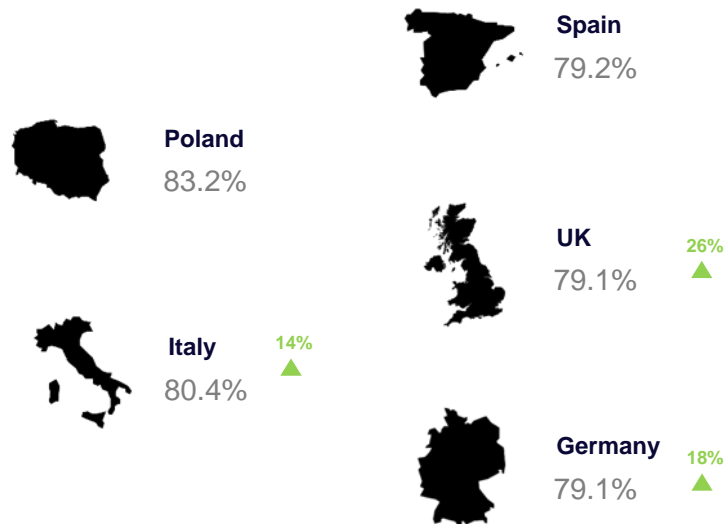 Spain
79.2%
Poland
83.2%
UK
79.1%
26%
Italy
80.4%
14%
Germany
79.1%
18%